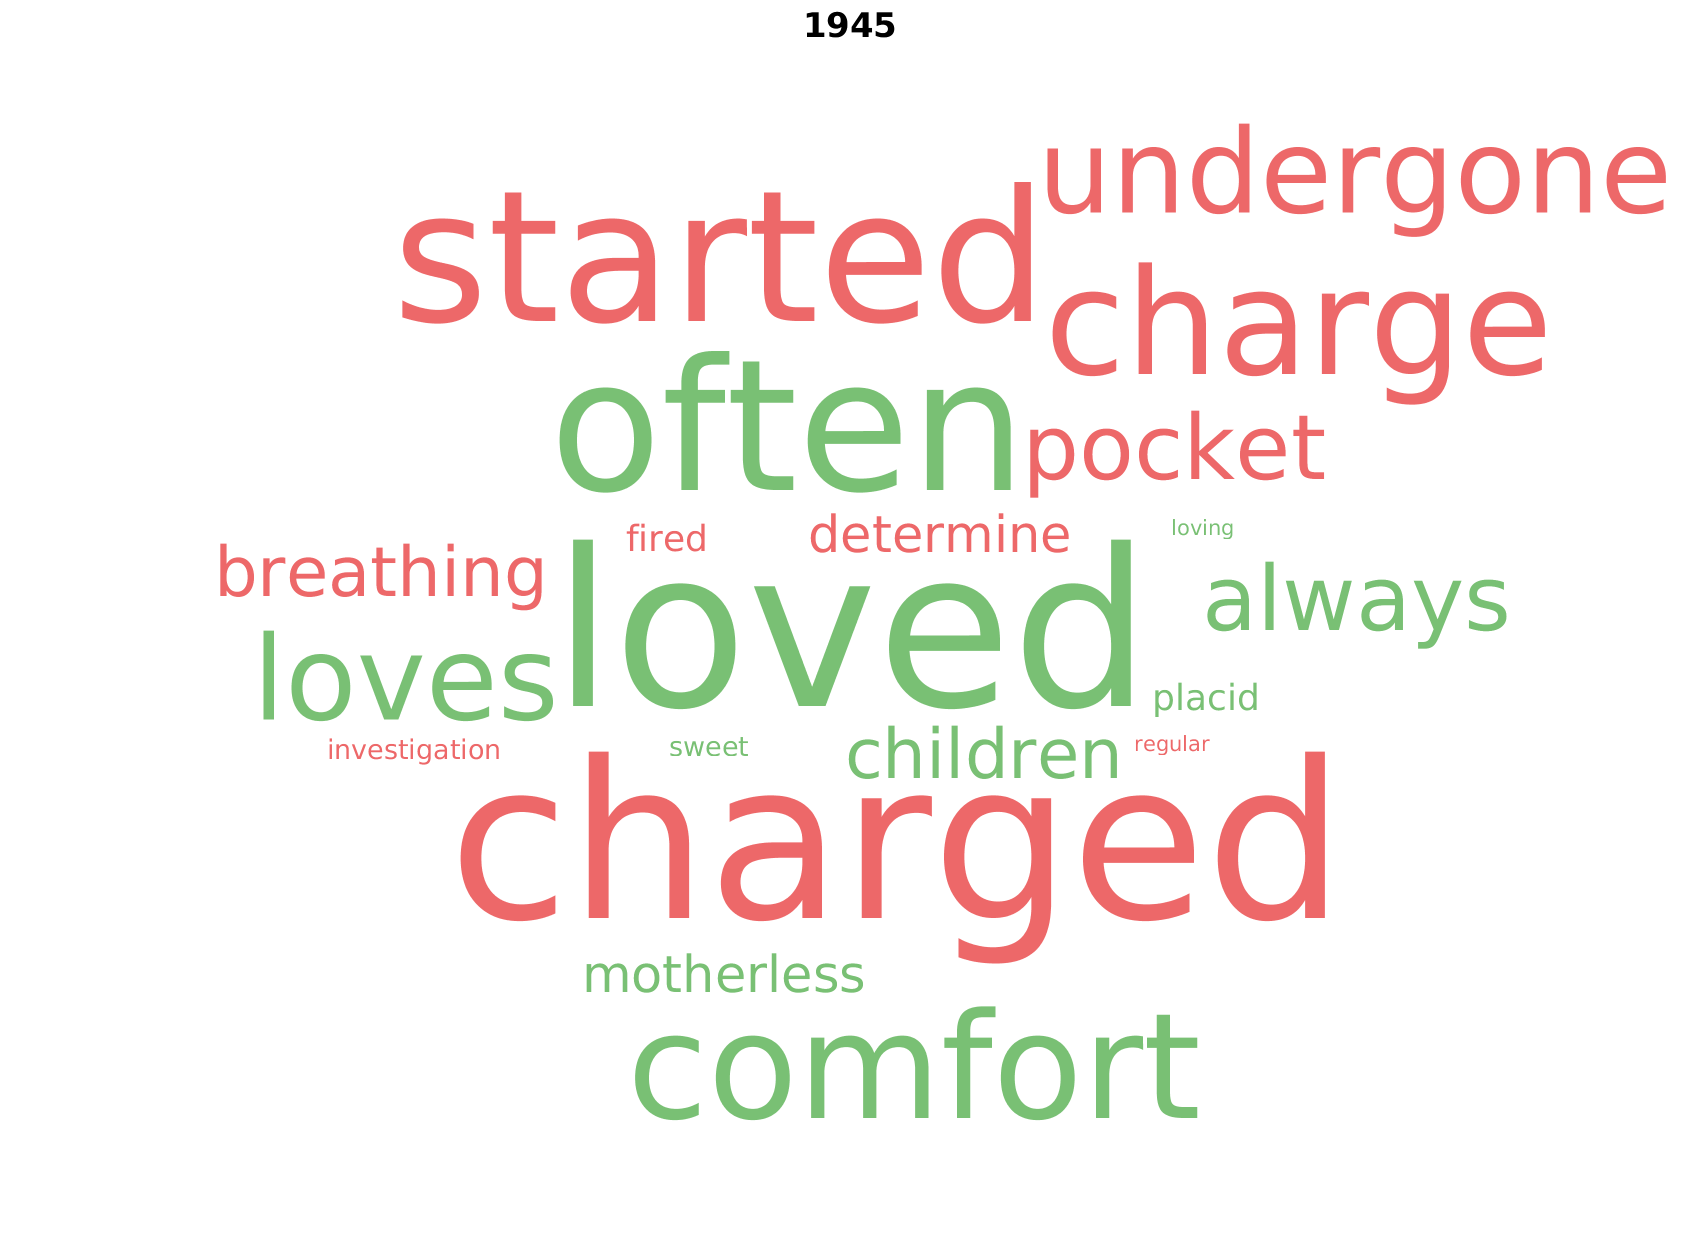 1945
undergone
started
charge
often
pocket
fired
determine
loving
breathing
loved
always
loves
placid
investigation
sweet
children
regular
charged
motherless
comfort